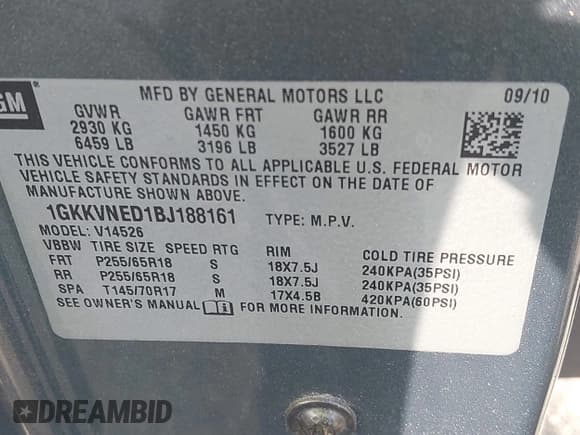 GM ®
MFD BY GENERAL MOTORS LLC 09/10
GVWR GAWR FRT GAWR RR
2930 KG 1450 KG 1600 KG
6459 LB 3196 LB 3527 LB
THIS VEHICLE CONFORMS TO ALL APPLICABLE U.S. FEDERAL MOTOR
VEHICLE SAFETY STANDARDS IN EFFECT ON THE DATE OF
MANUFACTURE SHOWN ABOVE.
1GKKVNED1BJ188161 TYPE: M.P.V.
MODEL: V14526
VBBW TIRE SIZE SPEED RTG RIM COLD TIRE PRESSURE
FRT P255/65R18 S 18X7.5J 240KPA(35PSI)
RR P255/65R18 S 18X7.5J 240KPA(35PSI)
SPA T145/70R17 M 17X4.5B 420KPA(60PSI)
SEE OWNER'S MANUAL FOR MORE INFORMATION.
DREAMBID